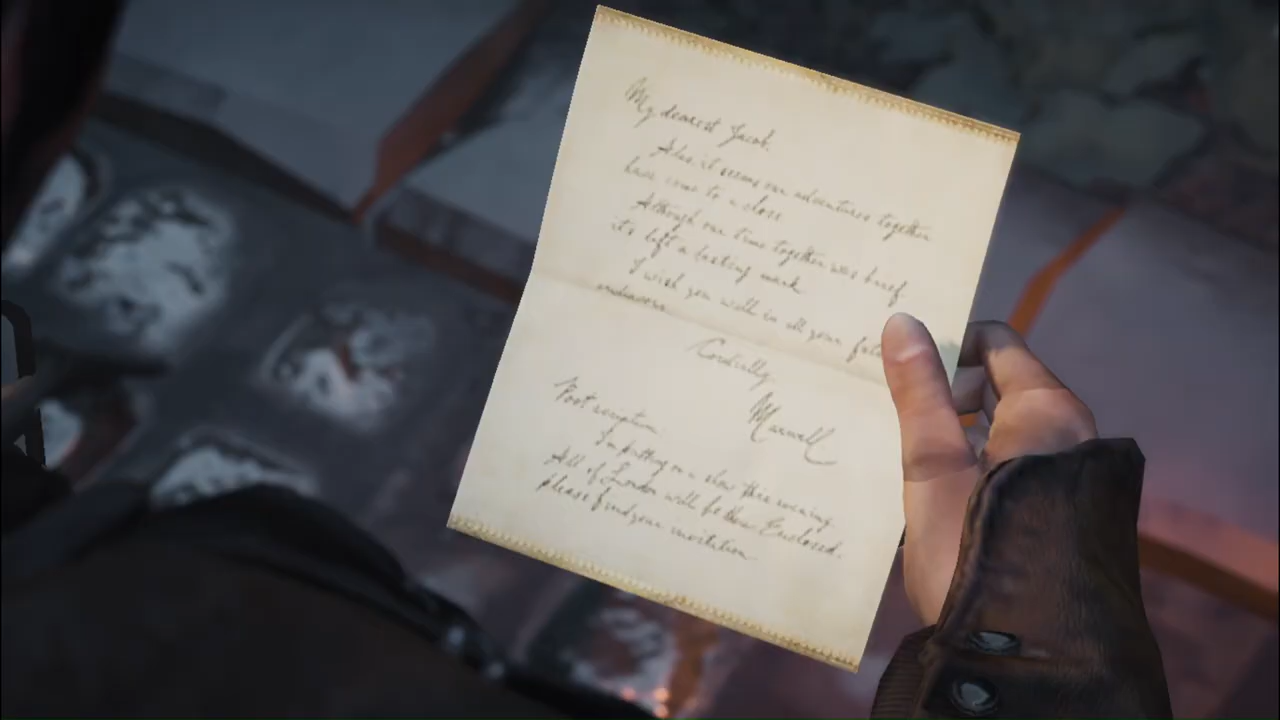 My dearest Jacob.
Alas it seems our adventures together
have come to a close
Although our time together was brief
it's left a lasting mark
I wish you well in all your
endeavors
Cordially
Maxwell
Post scriptum
I'm putting on a show this evening
All of London will be there Enclosed.
please find your invitation.